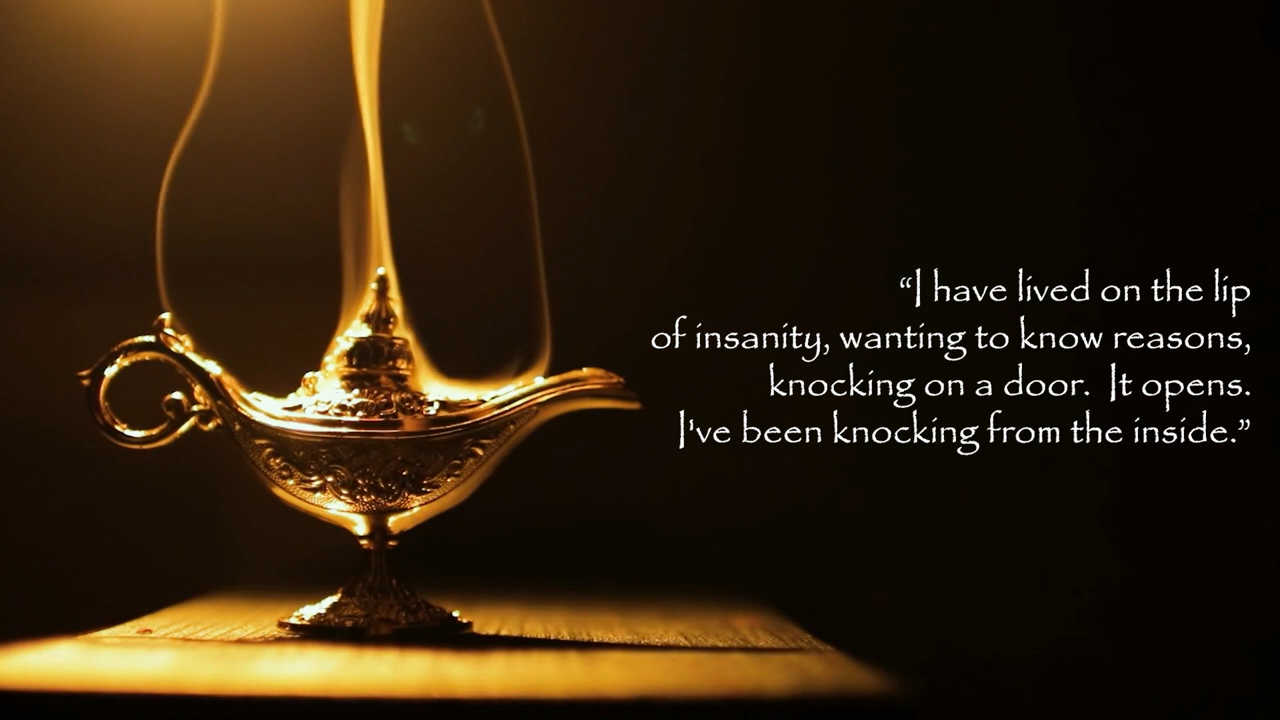 “I have lived on the lip
of insanity, wanting to know reasons,
knocking on a door.  It opens.
I've been knocking from the inside.”